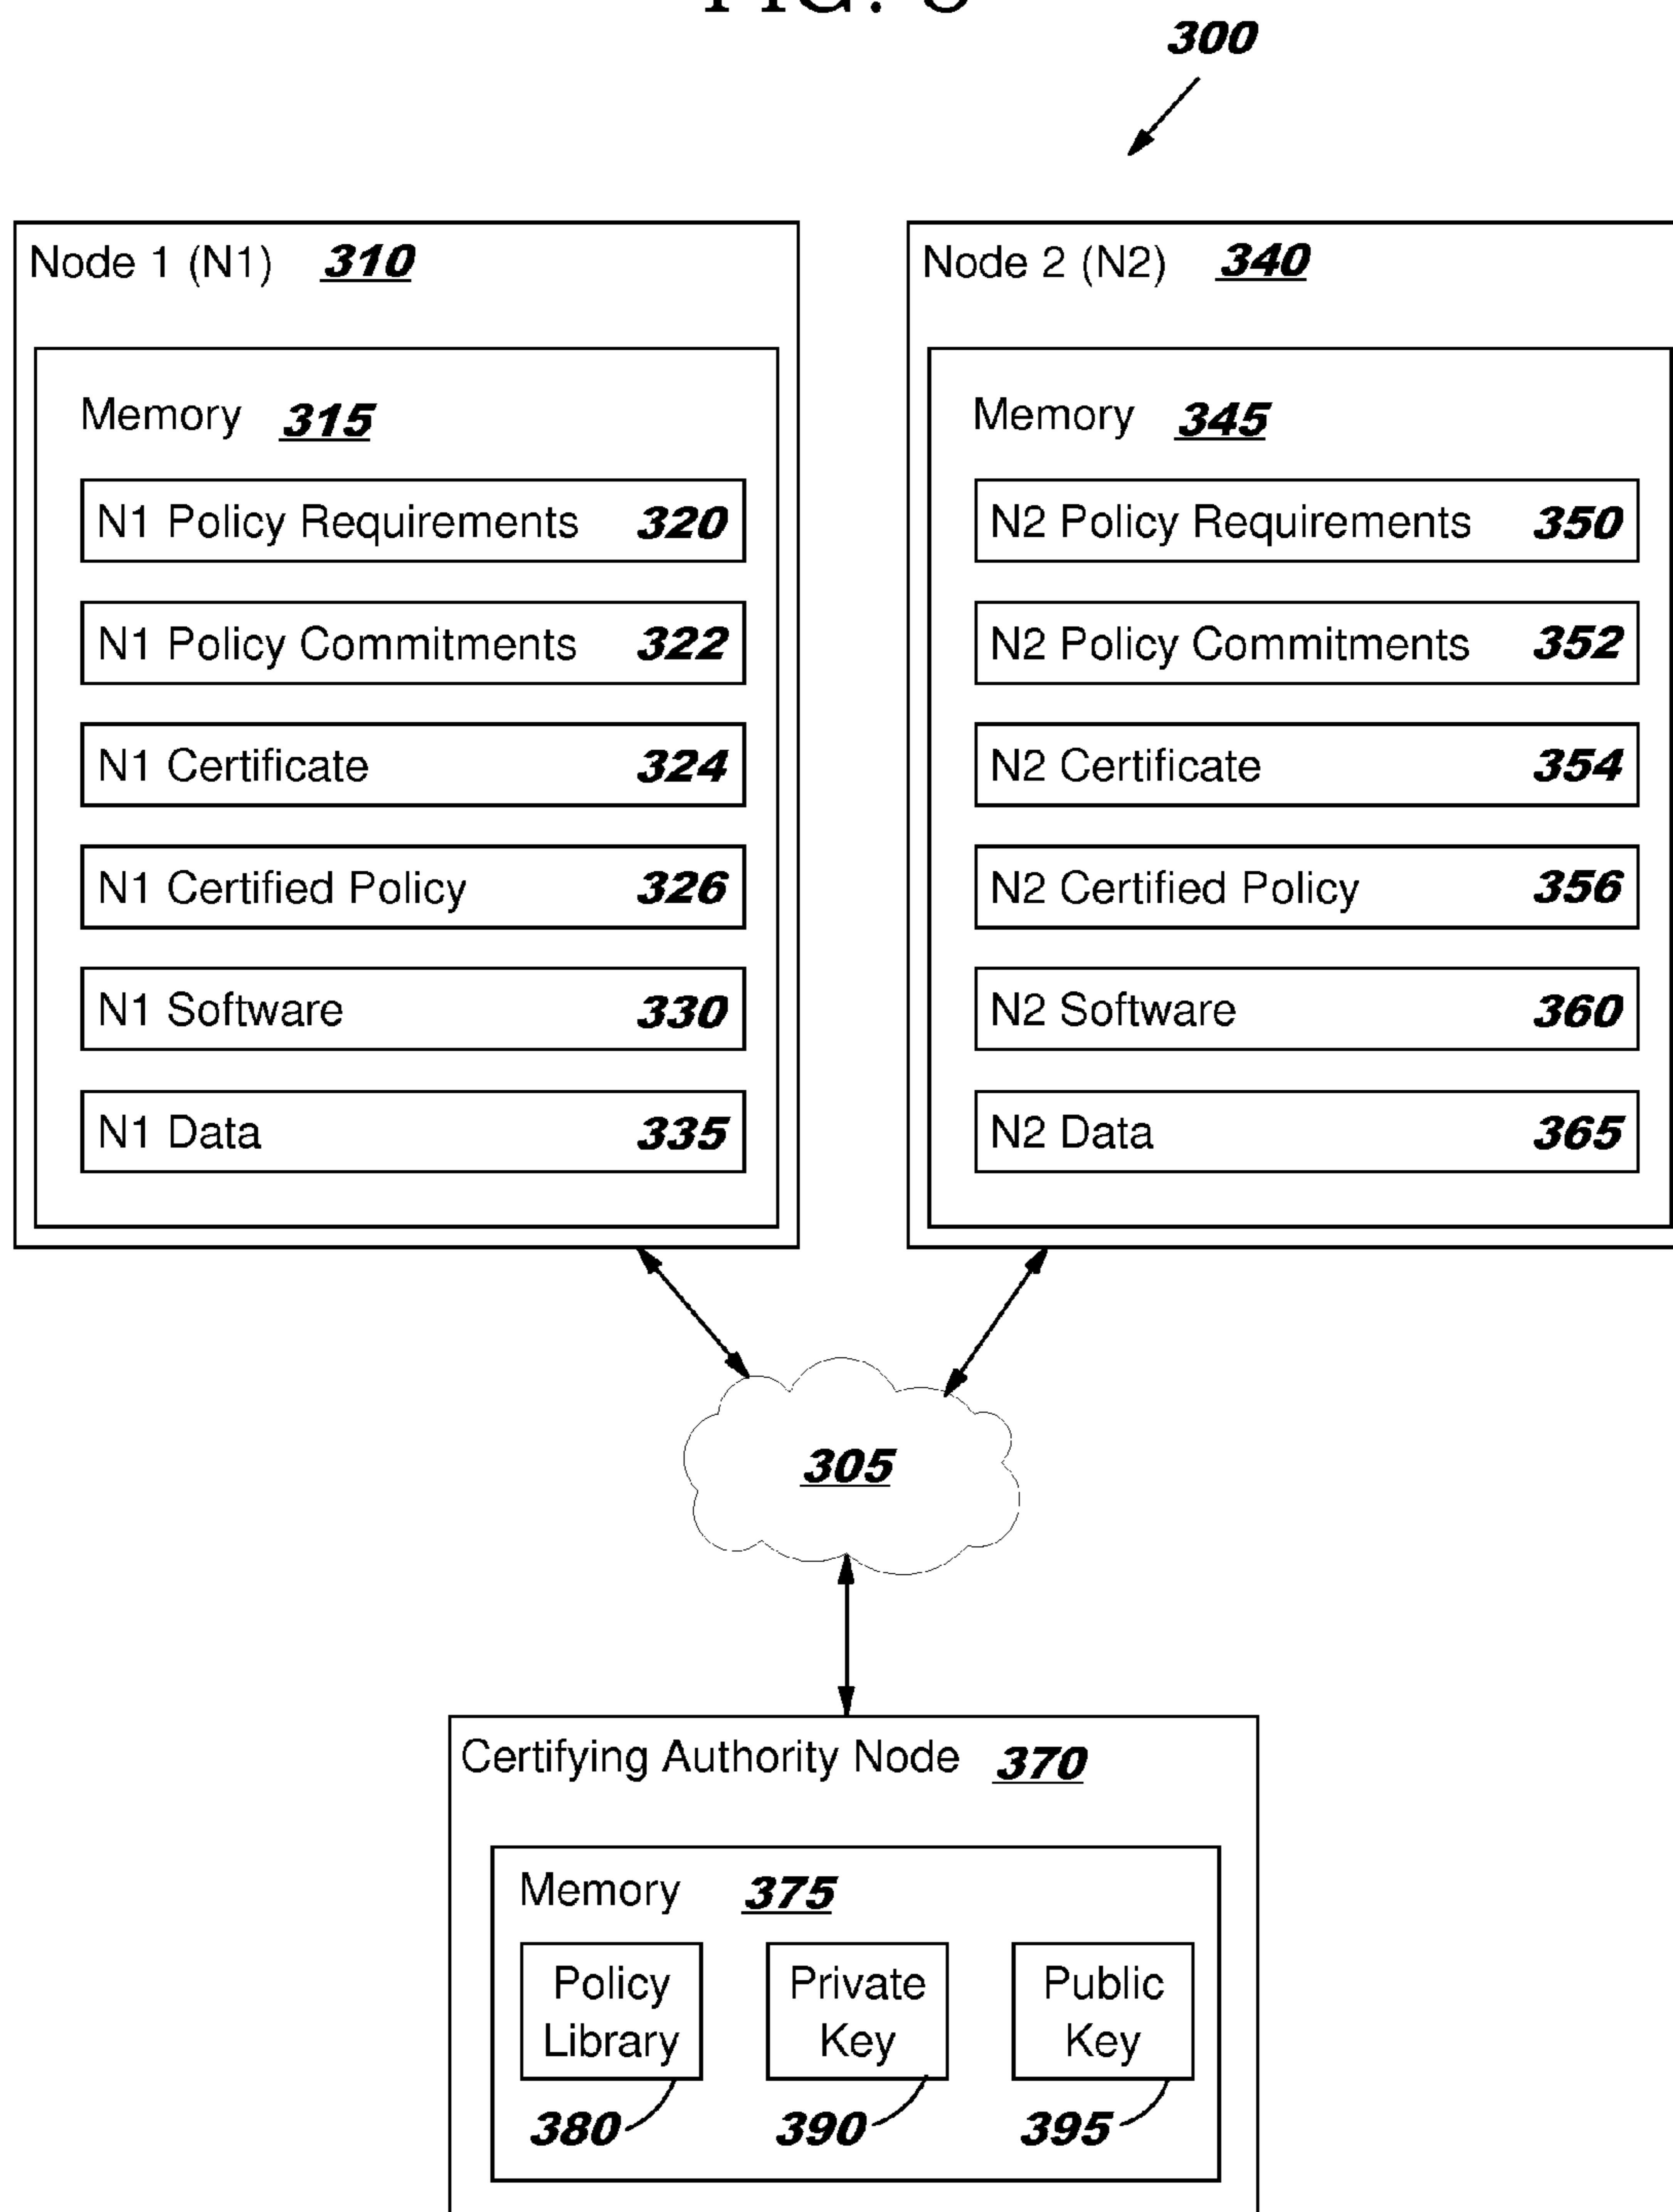 300
Node 1 (N1) 310
Memory 315
N1 Policy Requirements 320
N1 Policy Commitments 322
N1 Certificate 324
N1 Certified Policy 326
N1 Software 330
N1 Data 335
Node 2 (N2) 340
Memory 345
N2 Policy Requirements 350
N2 Policy Commitments 352
N2 Certificate 354
N2 Certified Policy 356
N2 Software 360
N2 Data 365
305
Certifying Authority Node 370
Memory 375
Policy
Library
380
Private
Key
390
Public
Key
395